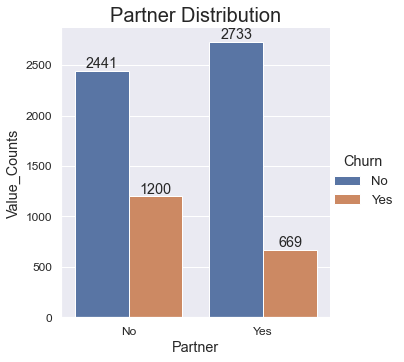 Partner Distribution
2733
2441
1200
669
2500
2000
1500
1000
500
0
Value_Counts
No
Yes
Partner
Churn
No
Yes